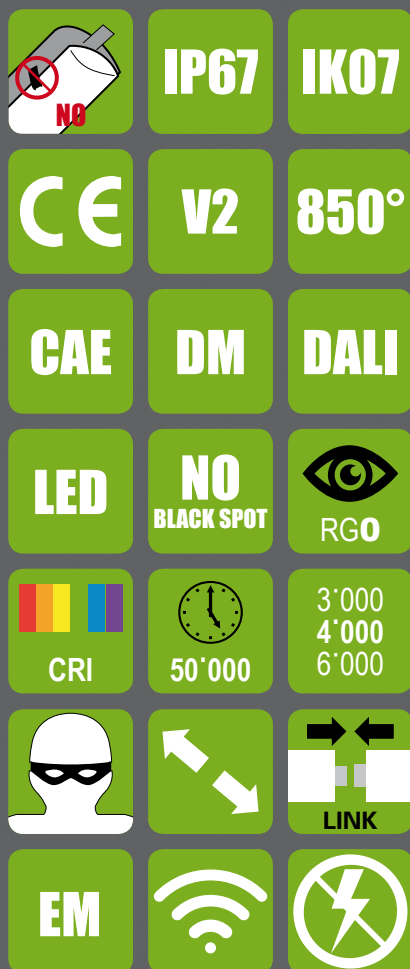 NO
IP67
IK07
CE
V2
850°
CAE
DM
DALI
LED
NO
BLACK SPOT
RG0
CRI
50˙000
3˙000
4˙000
6˙000
LINK
EM